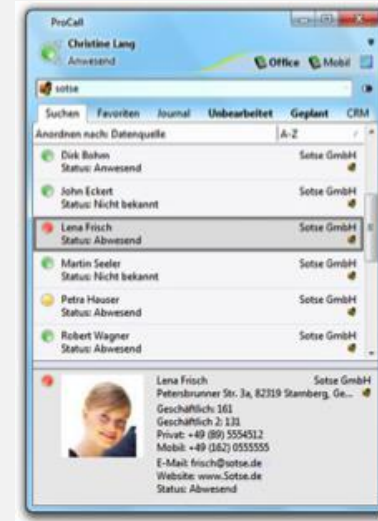 ProCall
Christine Lang
Anwesend
Office Mobil
sotse
Suchen Favoriten Journal Unbearbeitet Geplant CRM
Anordnen nach: Datenquelle A-Z
Dirk Bohm Sotse GmbH
Status: Anwesend
John Eckert Sotse GmbH
Status: Nicht bekannt
Lena Frisch Sotse GmbH
Status: Abwesend
Martin Seeler Sotse GmbH
Status: Nicht bekannt
Petra Hauser Sotse GmbH
Status: Abwesend
Robert Wagner Sotse GmbH
Status: Abwesend
Lena Frisch Sotse GmbH
Petersbrunner Str. 3a, 82319 Starnberg, Ge...
Geschäftlich: 161
Geschäftlich 2: 131
Privat: +49 (89) 5554512
Mobil: +49 (162) 0555555
E-Mail: frisch@sotse.de
Website: www.Sotse.de
Status: Abwesend